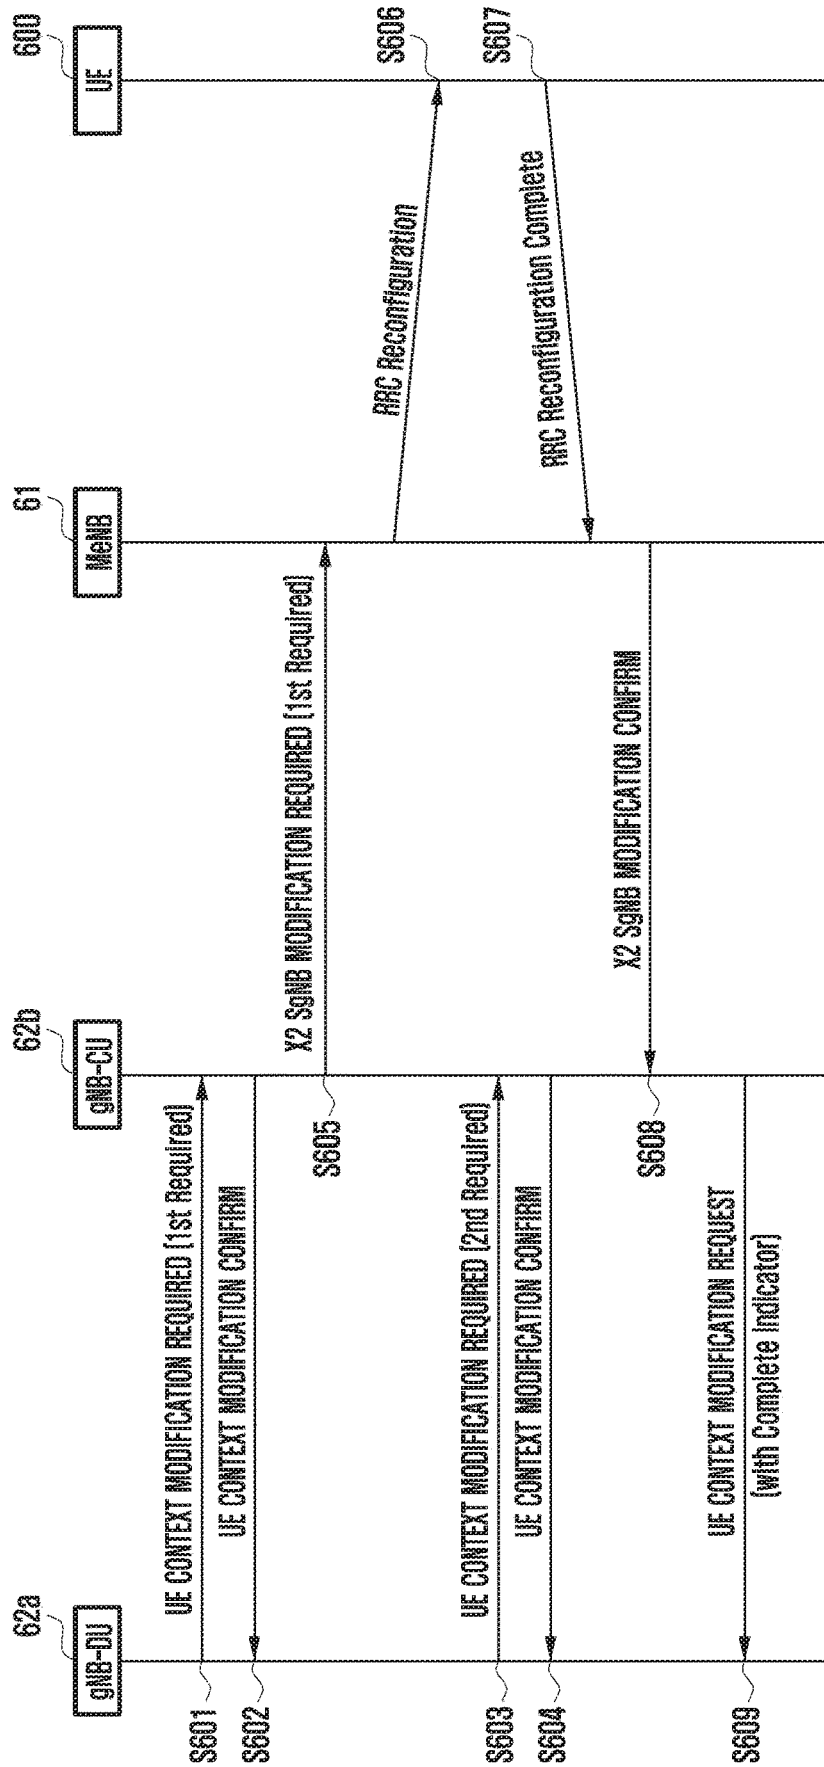 62a
62b
61
600
gNB-DU
gNB-CU
MeNB
UE
S601
UE CONTEXT MODIFICATION REQUIRED (1st Required)
S602
UE CONTEXT MODIFICATION CONFIRM
S605
X2 SgNB MODIFICATION REQUIRED (1st Required)
RRC Reconfiguration
S606
S603
UE CONTEXT MODIFICATION REQUIRED (2nd Required)
S604
UE CONTEXT MODIFICATION CONFIRM
S607
RRC Reconfiguration Complete
S608
X2 SgNB MODIFICATION CONFIRM
S609
UE CONTEXT MODIFICATION REQUEST
(with Complete Indicator)